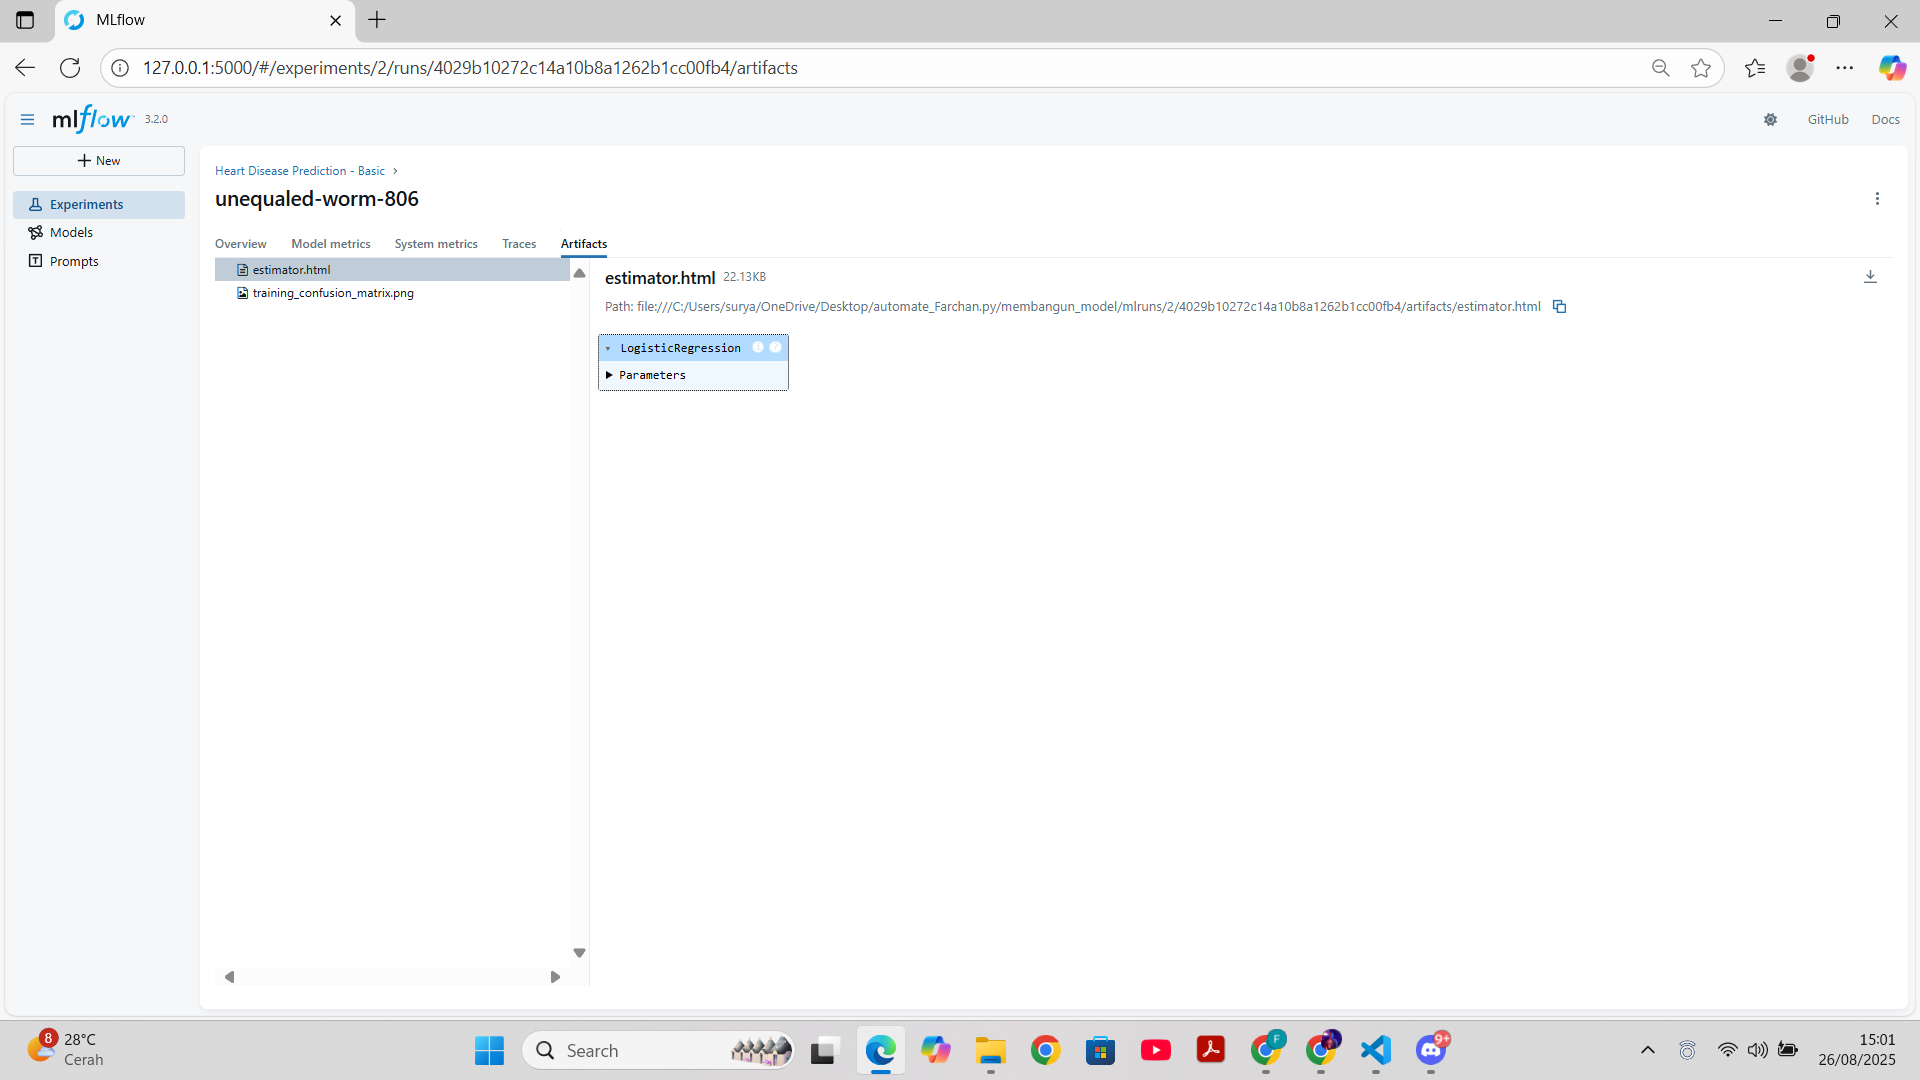 MLflow
127.0.0.1:5000/#/experiments/2/runs/4029b10272c14a10b8a1262b1cc00fb4/artifacts
mlflow 3.2.0
GitHub Docs
New
Experiments
Models
Prompts
Heart Disease Prediction - Basic
unequaled-worm-806
Overview Model metrics System metrics Traces Artifacts
estimator.html
training_confusion_matrix.png
estimator.html 22.13KB
Path: file:///C:/Users/surya/OneDrive/Desktop/automate_Farchan.py/membangun_model/mlruns/2/4029b10272c14a10b8a1262b1cc00fb4/artifacts/estimator.html
LogisticRegression
Parameters
8
28°C
Cerah
Search
F
9+
15:01
26/08/2025